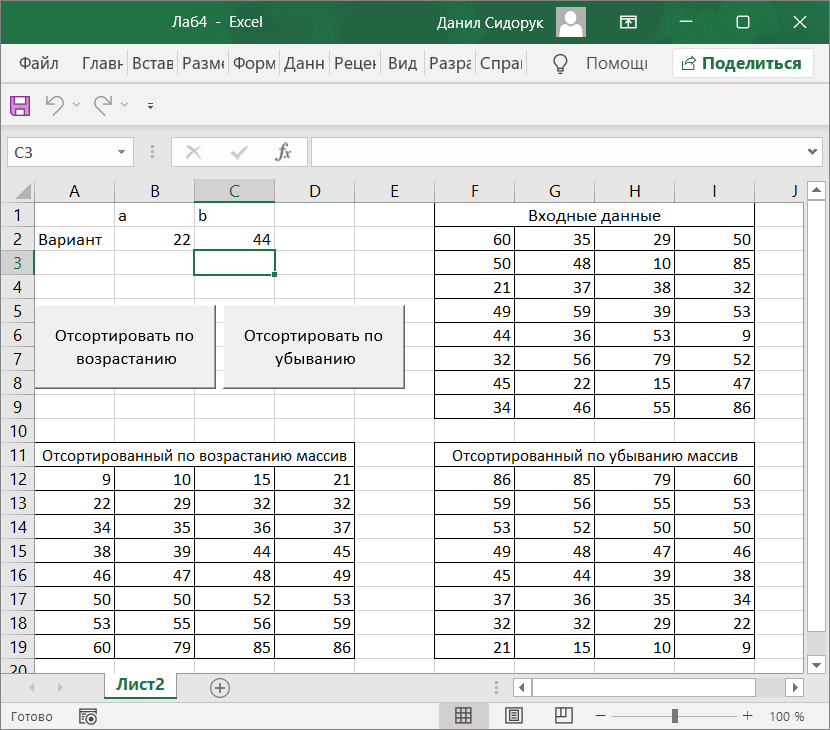 Лаб4 - Excel
Данил Сидорук
Файл Главн Встав Разме Форм Данн Рецен Вид Разра Справ Помощн Поделиться
C3 fx
A B C D E F G H I J
1 a b Входные данные
2 Вариант 22 44 60 35 29 50
3 50 48 10 85
4 21 37 38 32
5 49 59 39 53
6 44 36 53 9
7 32 56 79 52
8 45 22 15 47
9 34 46 55 86
Отсортировать по возрастанию
Отсортировать по убыванию
10
11 Отсортированный по возрастанию массив Отсортированный по убыванию массив
12 9 10 15 21 86 85 79 60
13 22 29 32 32 59 56 55 53
14 34 35 36 37 53 52 50 50
15 38 39 44 45 49 48 47 46
16 46 47 48 49 45 44 39 38
17 50 50 52 53 37 36 35 34
18 53 55 56 59 32 32 29 22
19 60 79 85 86 21 15 10 9
20
Лист2
Готово 100 %